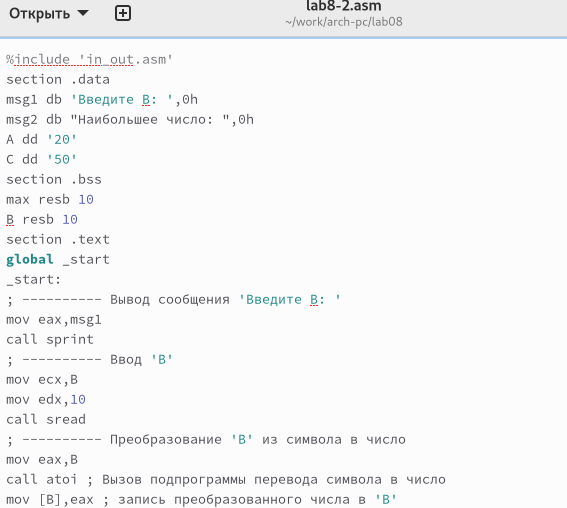 Открыть
lab8-2.asm
~/work/arch-pc/lab08
%include 'in_out.asm'
section .data
msg1 db 'Введите B: ',0h
msg2 db "Наибольшее число: ",0h
A dd '20'
C dd '50'
section .bss
max resb 10
B resb 10
section .text
global _start
_start:
; ---------- Вывод сообщения 'Введите B: '
mov eax,msg1
call sprint
; ---------- Ввод 'B'
mov ecx,B
mov edx,10
call sread
; ---------- Преобразование 'B' из символа в число
mov eax,B
call atoi ; Вызов подпрограммы перевода символа в число
mov [B],eax ; запись преобразованного числа в 'B'